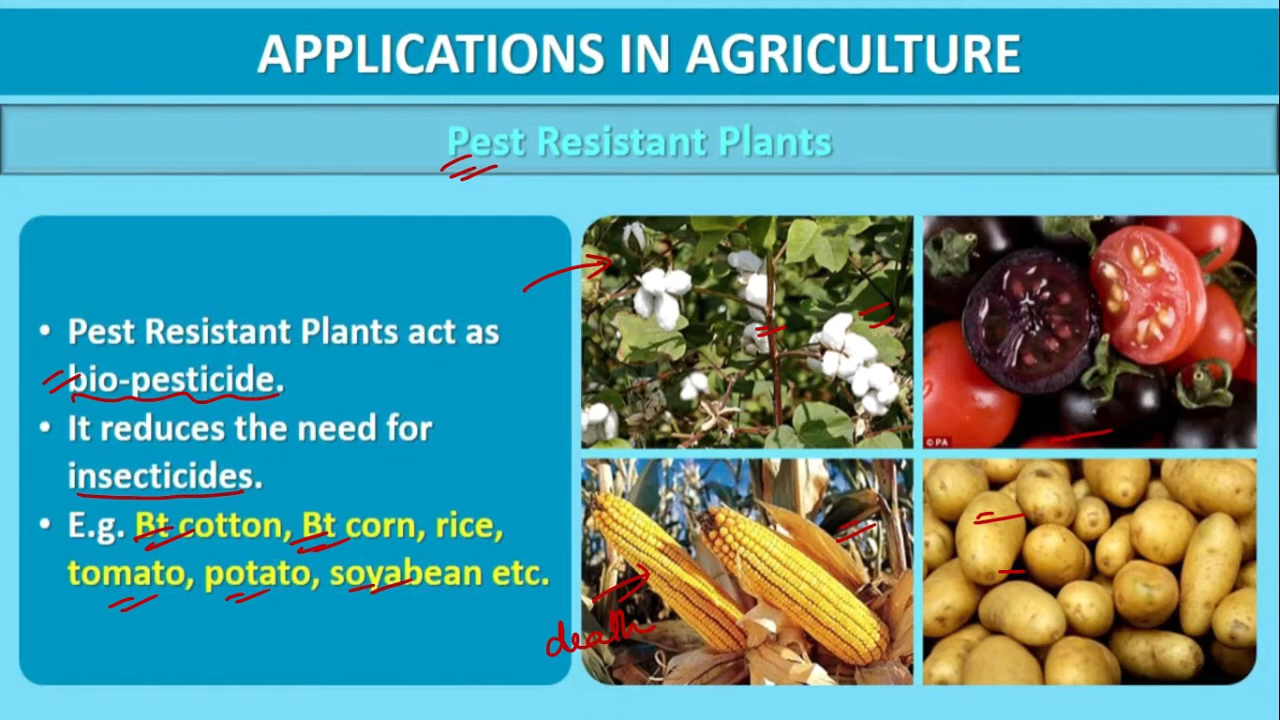 APPLICATIONS IN AGRICULTURE
Pest Resistant Plants
• Pest Resistant Plants act as
bio-pesticide.
• It reduces the need for
insecticides.
• E.g. Bt cotton, Bt corn, rice,
tomato, potato, soyabean etc.
© PA
death